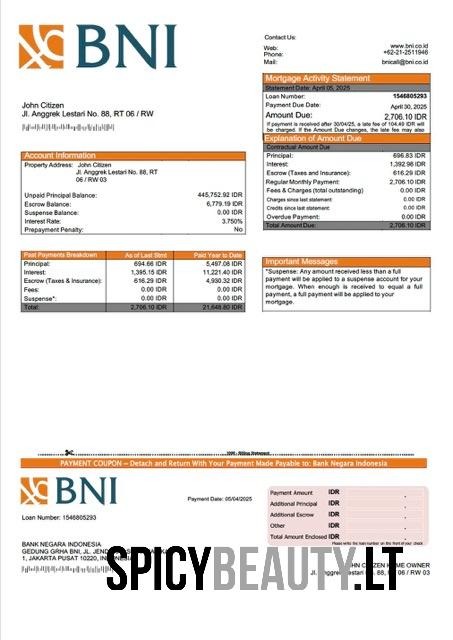 BNI
Contact Us:
Web: www.bni.co.id
Phone: +62-21-2511946
Mail: bnicall@bni.co.id
Mortgage Activity Statement
Statement Date: April 05, 2025
Loan Number: 1546805293
Payment Due Date: April 30, 2025
Amount Due: 2,706.10 IDR
If payment is received after 30/04/25, a late fee of 104.49 IDR will
be charged. If the Amount Due changes, the late fee may also
John Citizen
Jl. Anggrek Lestari No. 88, RT 06 / RW
Explanation of Amount Due
Contractual Amount Due
Principal: 696.83 IDR
Interest: 1,392.98 IDR
Escrow (Taxes and Insurance): 616.29 IDR
Regular Monthly Payment: 2,706.10 IDR
Fees & Charges (total outstanding) 0.00 IDR
Charges since last statement: 0.00 IDR
Credits since last statement: 0.00 IDR
Overdue Payment: 0.00 IDR
Total Amount Due: 2,706.10 IDR
Account Information
Property Address: John Citizen
Jl. Anggrek Lestari No. 88, RT
06 / RW 03
Unpaid Principal Balance: 445,752.92 IDR
Escrow Balance: 6,779.19 IDR
Suspense Balance: 0.00 IDR
Interest Rate: 3.750%
Prepayment Penalty: No
Past Payments Breakdown As of Last Stmt Paid Year to Date
Principal: 694.66 IDR 5,497.08 IDR
Interest: 1,395.15 IDR 11,221.40 IDR
Escrow (Taxes & Insurance): 616.29 IDR 4,930.32 IDR
Fees: 0.00 IDR 0.00 IDR
Suspense*: 0.00 IDR 0.00 IDR
Total: 2,706.10 IDR 21,648.80 IDR
Important Messages
*Suspense: Any amount received less than a full
payment will be applied to a suspense account for your
mortgage. When enough is received to equal a full
payment, a full payment will be applied to your
mortgage.
PAYMENT COUPON – Detach and Return With Your Payment Made Payable to: Bank Negara Indonesia
BNI
Payment Date: 05/04/2025
Loan Number: 1546805293
Payment Amount IDR .
Additional Principal IDR .
Additional Escrow IDR .
Other IDR .
Total Amount Enclosed IDR .
Please write the loan number on the front of your check
BANK NEGARA INDONESIA
GEDUNG GRHA BNI, JL.
1, JAKARTA PUSAT 10220,
CITIZEN HOME OWNER
No. 88, RT 06 / RW 03
SPICYBEAUTY.LT